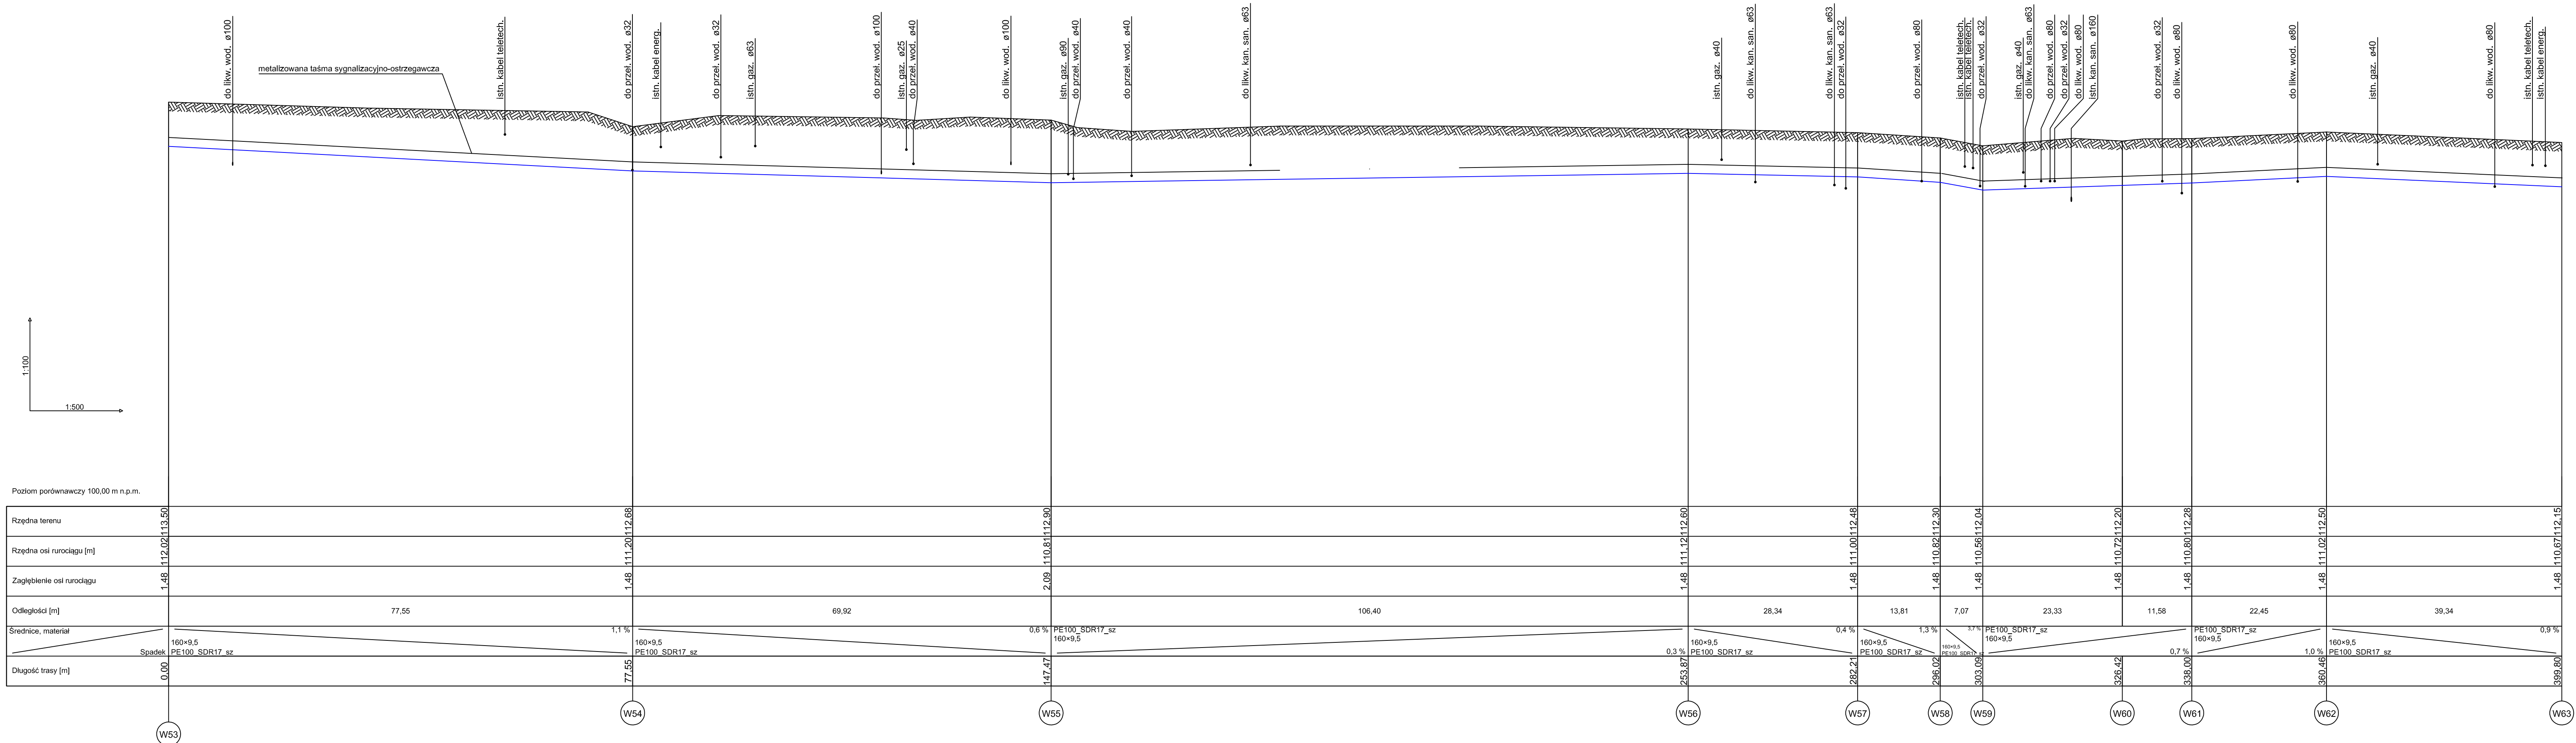 do likw. wod. ø100
istn. kabel teletech.
do przeł. wod. ø32
istn. kabel energ.
do przeł. wod. ø32
istn. gaz. ø63
do przeł. wod. ø100
istn. gaz. ø25
do przeł. wod. ø40
do likw. wod. ø100
istn. gaz. ø90
do przeł. wod. ø40
do przeł. wod. ø40
do likw. kan. san. ø63
istn. gaz. ø40
do likw. kan. san. ø63
do likw. kan. san. ø63
do przeł. wod. ø32
do przeł. wod. ø80
istn. kabel teletech.
istn. kabel teletech.
do przeł. wod. ø32
istn. gaz. ø40
do likw. kan. san. ø63
do przeł. wod. ø80
do przeł. wod. ø32
do likw. wod. ø80
istn. kan. san. ø160
do przeł. wod. ø32
do likw. wod. ø80
do likw. wod. ø80
istn. gaz. ø40
do likw. wod. ø80
istn. kabel teletech.
istn. kabel energ.
metalizowana taśma sygnalizacyjno-ostrzegawcza
1:100
1:500
Poziom porównawczy 100,00 m n.p.m.
Rzędna terenu 113,50 112,68 112,90 112,60 112,48 112,30 112,04 112,20 112,28 112,50 112,15
Rzędna osi rurociągu [m] 112,02 111,20 110,81 111,12 111,00 110,82 110,56 110,72 110,80 111,02 110,67
Zagłębienie osi rurociągu 1,48 1,48 2,09 1,48 1,48 1,48 1,48 1,48 1,48 1,48 1,48
Odległości [m] 77,55 69,92 106,40 28,34 13,81 7,07 23,33 11,58 22,45 39,34
Średnice, materiał
Spadek
160×9,5
PE100_SDR17_sz
1,1 %
160×9,5
PE100_SDR17_sz
0,6 %
PE100_SDR17_sz
160×9,5
0,3 %
160×9,5
PE100_SDR17_sz
0,4 %
160×9,5
PE100_SDR17_sz
1,3 %
160×9,5
PE100_SDR17_sz
3,7 %
PE100_SDR17_sz
160×9,5
0,7 %
PE100_SDR17_sz
160×9,5
1,0 %
160×9,5
PE100_SDR17_sz
0,9 %
Długość trasy [m] 0,00 77,55 147,47 253,87 282,21 296,02 303,09 326,42 338,00 360,46 399,80
W53 W54 W55 W56 W57 W58 W59 W60 W61 W62 W63